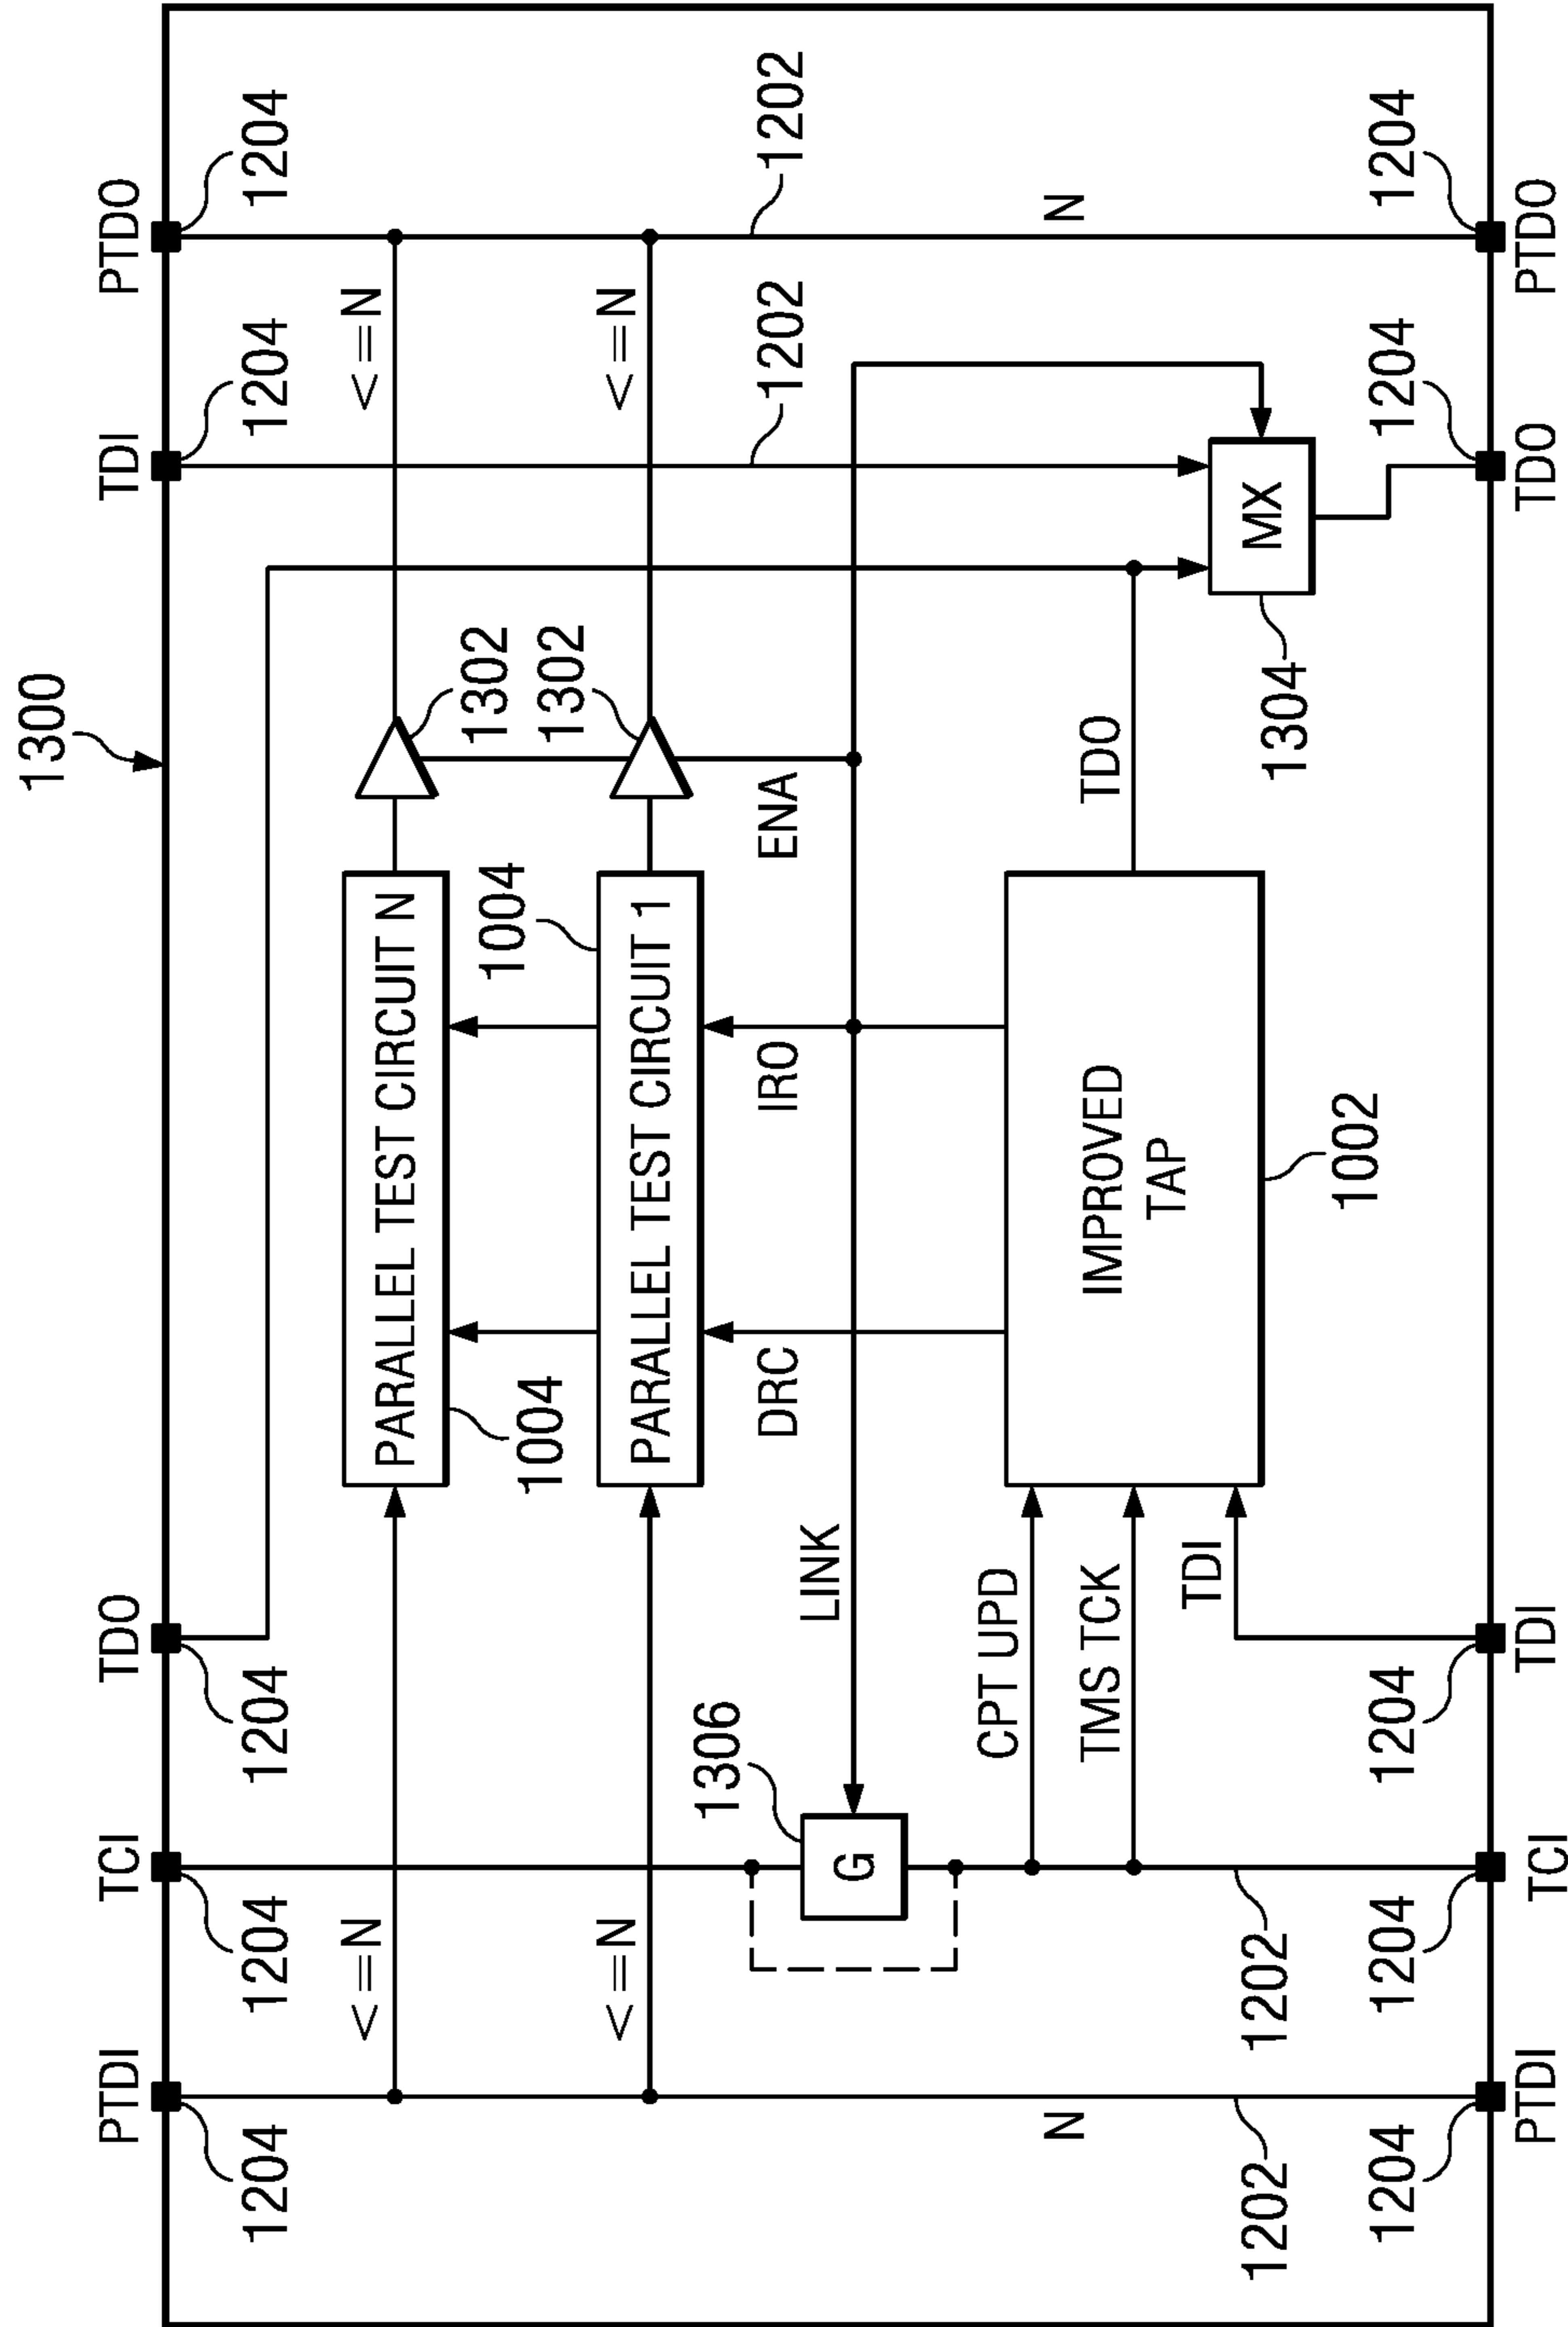 1300
PTDI
TCI
TDO
TDI
PTDO
1204
1204
1204
1204
1204
<=N
<=N
PARALLEL TEST CIRCUIT N
1302
1004
1004
1302
<=N
<=N
PARALLEL TEST CIRCUIT 1
1306
DRC
IRO
ENA
1202
1202
LINK
G
CPT UPD
N
N
TMS TCK
IMPROVED
TAP
TDO
TDI
1202
1202
MX
1304
1002
1204
1204
1204
1204
1204
PTDI
TCI
TDI
TDO
PTDO